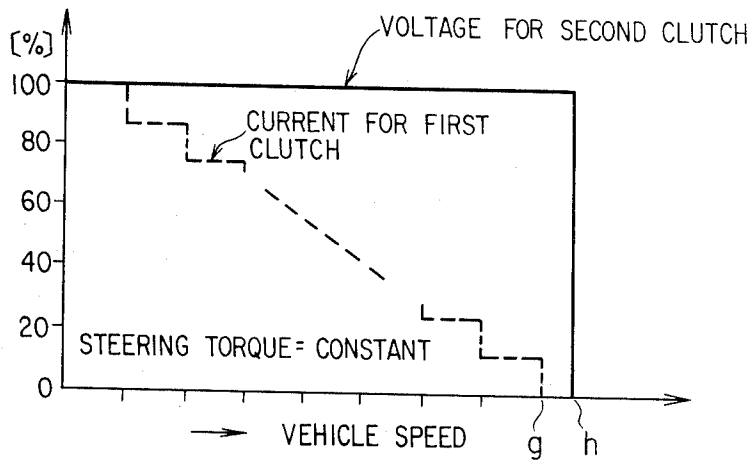 [%]
VOLTAGE FOR SECOND CLUTCH
100
80
60
40
20
0
CURRENT FOR FIRST
CLUTCH
STEERING TORQUE = CONSTANT
VEHICLE SPEED
g
h